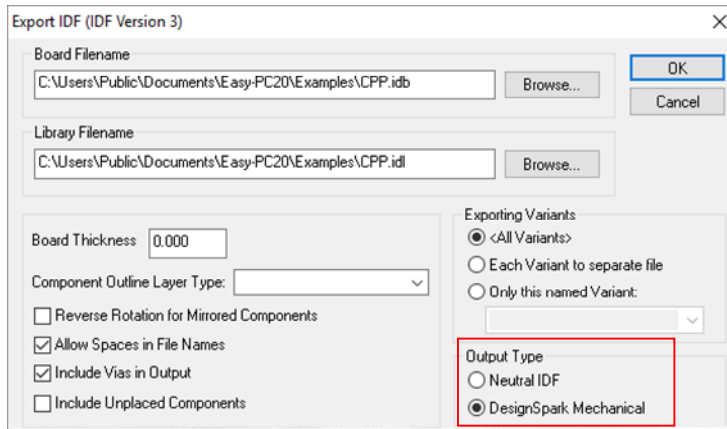 Export IDF (IDF Version 3)
Board Filename
C:\Users\Public\Documents\Easy-PC20\Examples\CPP.idb
Browse...
OK
Cancel
Library Filename
C:\Users\Public\Documents\Easy-PC20\Examples\CPP.idl
Browse...
Board Thickness 0.000
Component Outline Layer Type:
Reverse Rotation for Mirrored Components
Allow Spaces in File Names
Include Vias in Output
Include Unplaced Components
Exporting Variants
<All Variants>
Each Variant to separate file
Only this named Variant:
Output Type
Neutral IDF
DesignSpark Mechanical